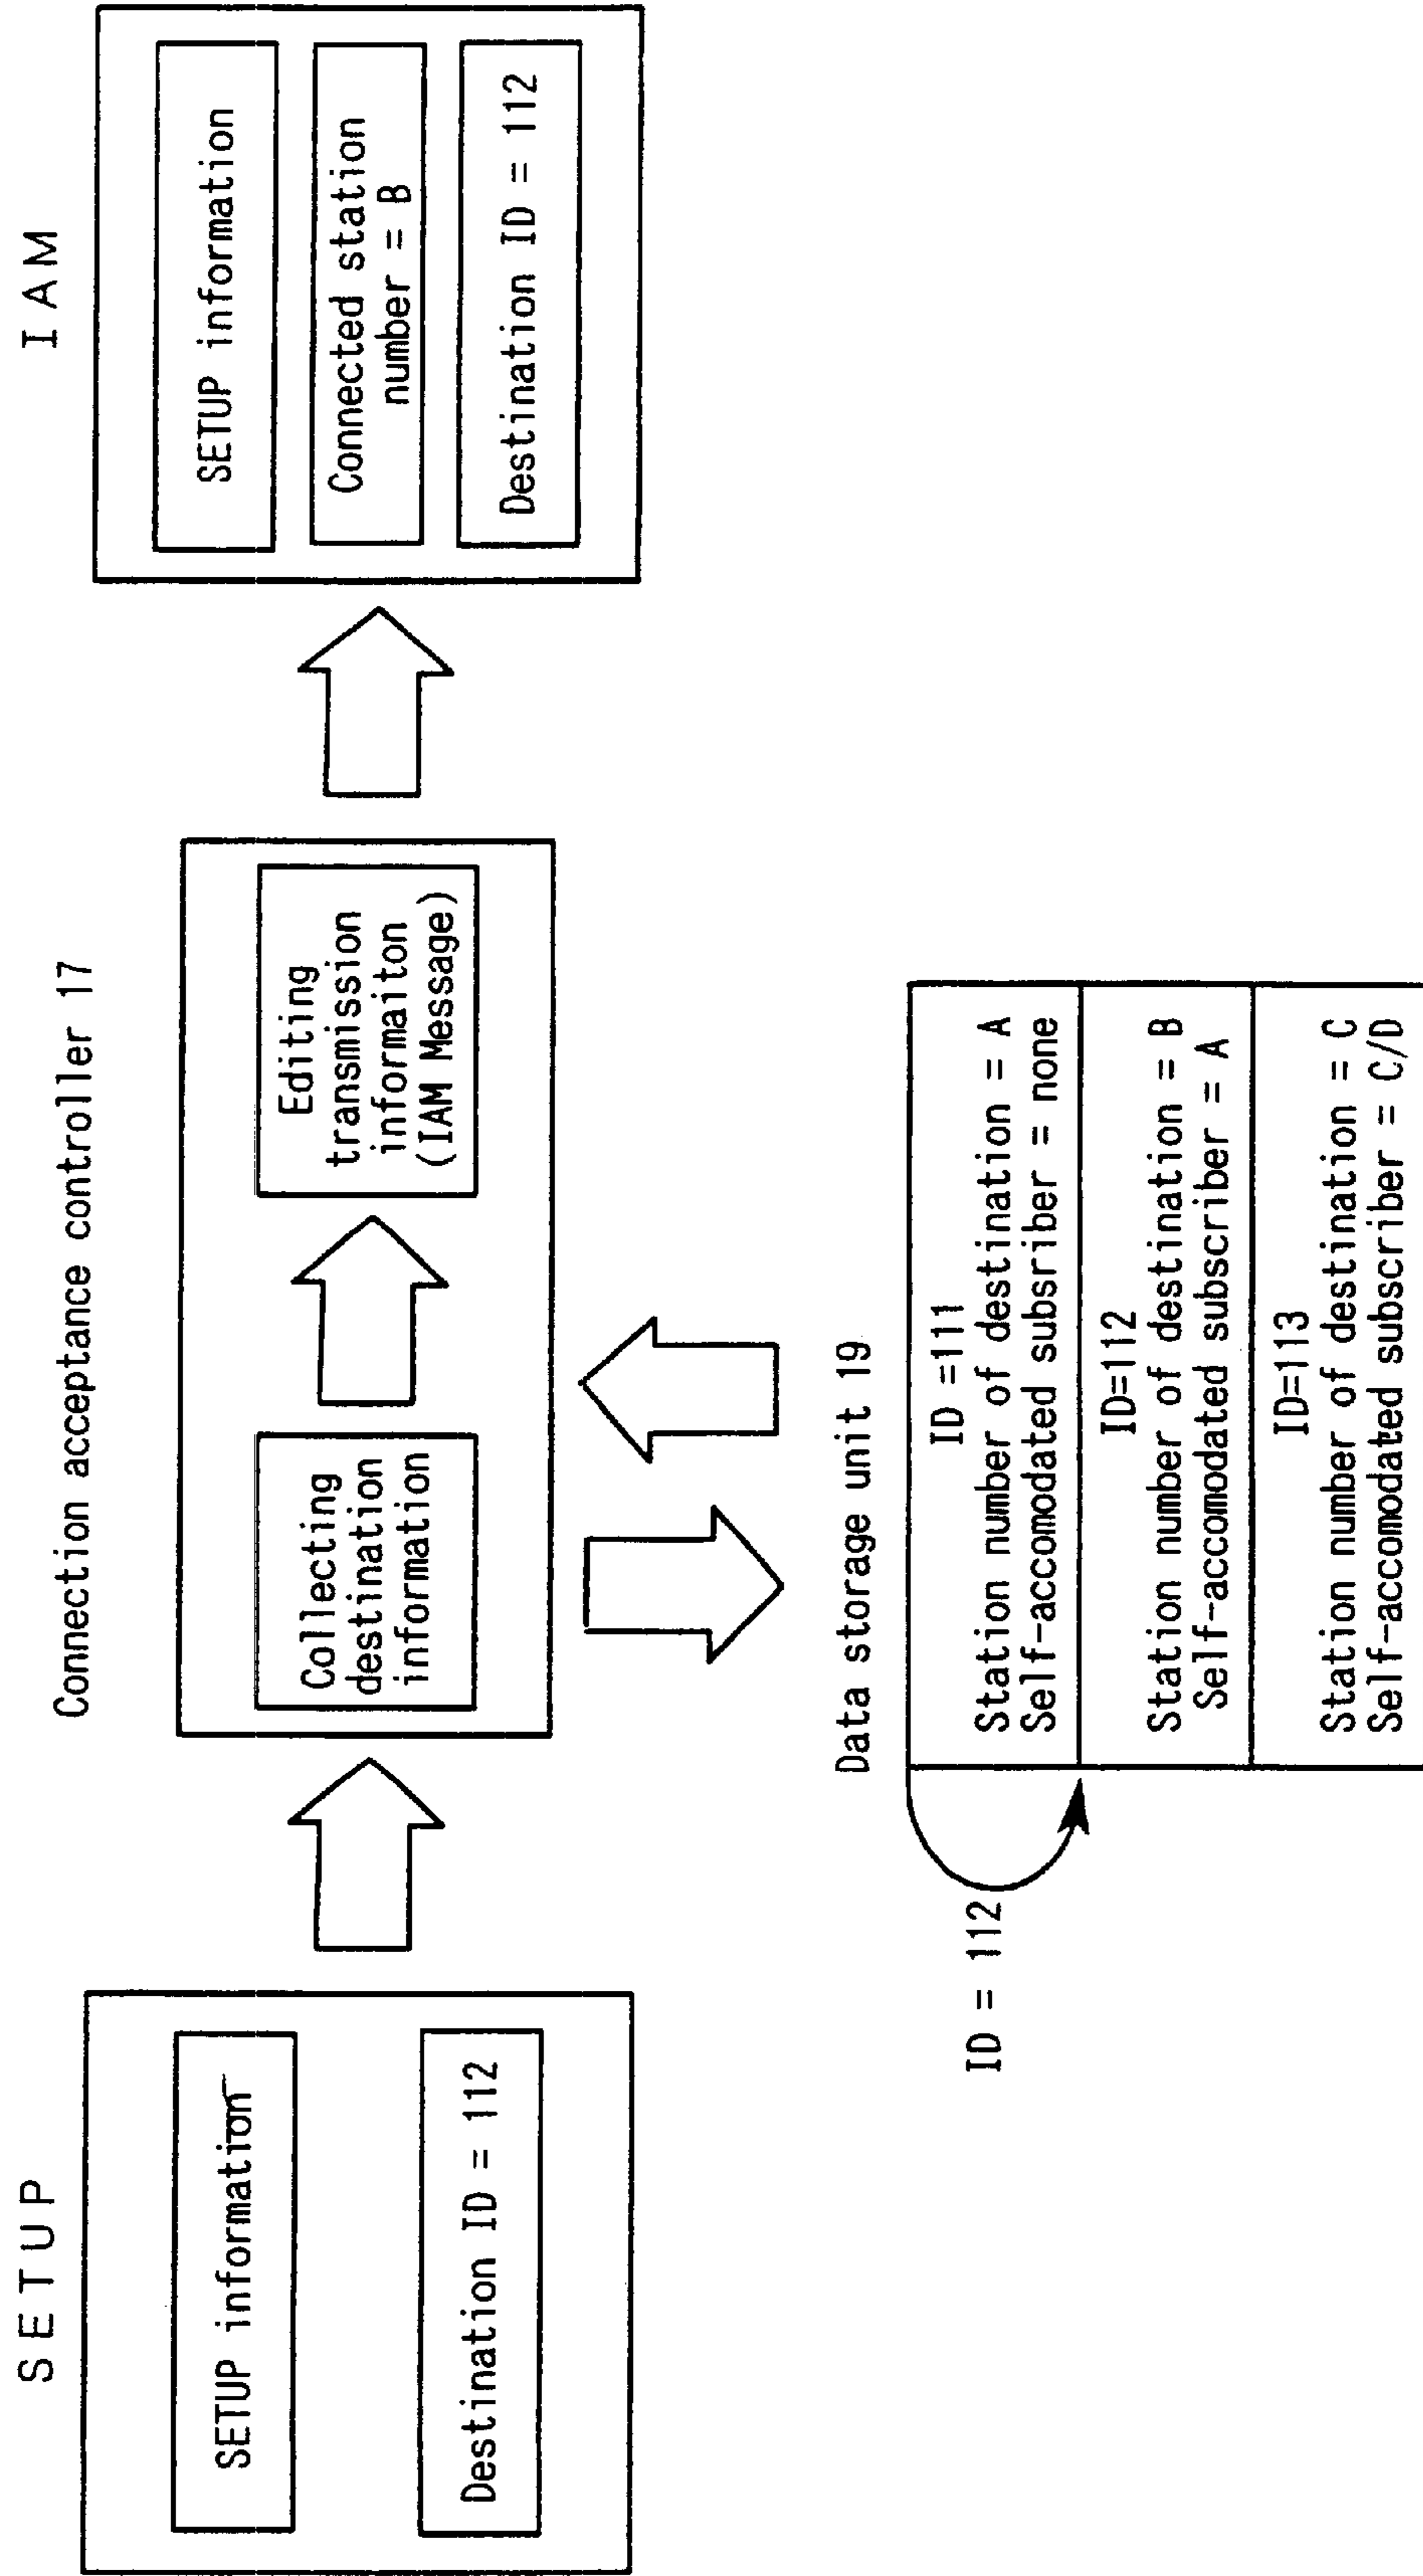 SETUP
SETUP information
Destination ID = 112
Connection acceptance controller 17
Collecting
destination
information
Editing
transmission
informaiton
(IAM Message)
IAM
SETUP information
Connected station
number = B
Destination ID = 112
Data storage unit 19
ID = 112
ID =111
Station number of destination = A
Self-accomodated subsriber = none
ID=112
Station number of destination = B
Self-accomodated subscriber = A
ID=113
Station number of destination = C
Self-accomodated subscriber = C/D